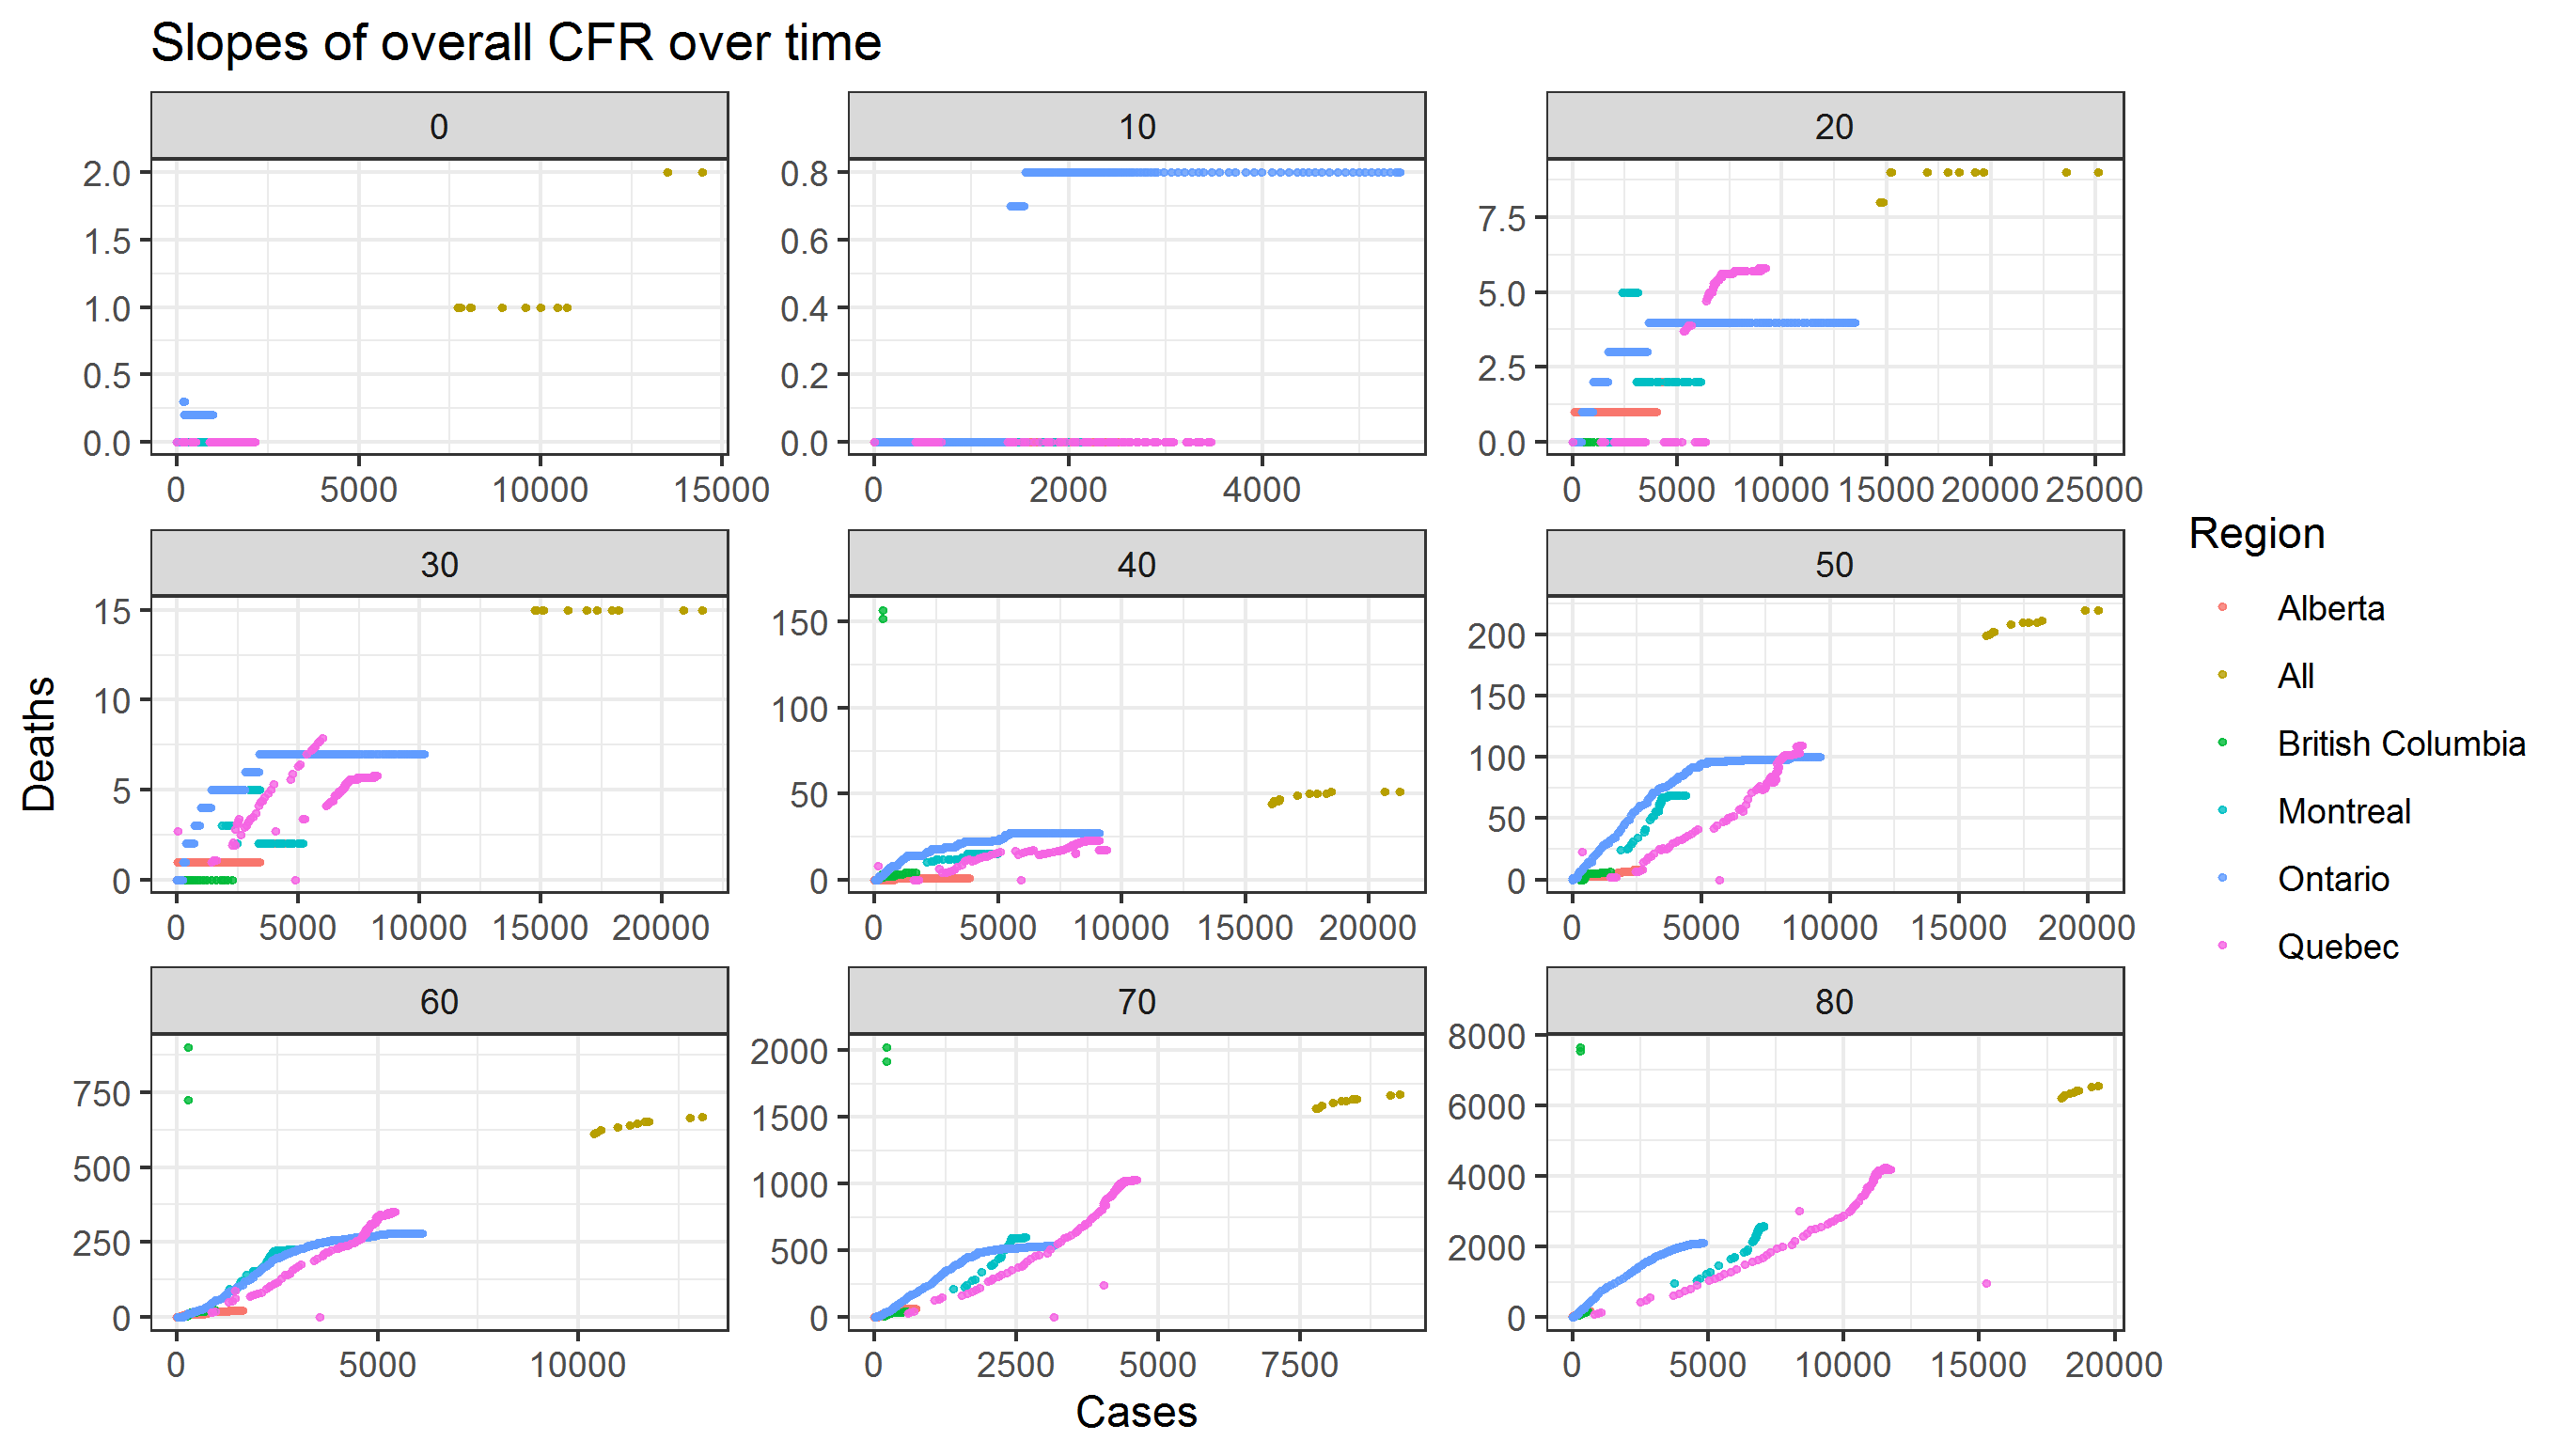 Slopes of overall CFR over time
0
10
20
2.0
1.5
1.0
0.5
0.0
0 5000 10000 15000
0.8
0.6
0.4
0.2
0.0
0 2000 4000
7.5
5.0
2.5
0.0
0 5000 10000 15000 20000 25000
30
40
50
15
10
5
0
0 5000 10000 15000 20000
150
100
50
0
0 5000 10000 15000 20000
200
150
100
50
0
0 5000 10000 15000 20000
60
70
80
750
500
250
0
0 5000 10000
2000
1500
1000
500
0
0 2500 5000 7500
8000
6000
4000
2000
0
0 5000 10000 15000 20000
Deaths
Cases
Region
Alberta
All
British Columbia
Montreal
Ontario
Quebec